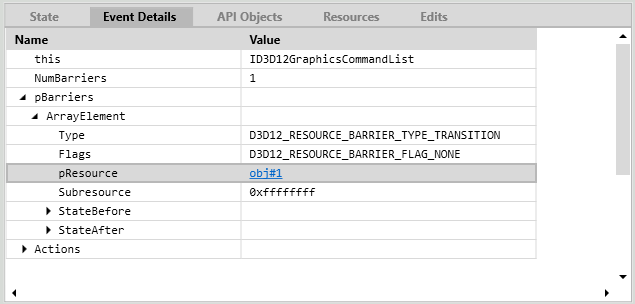 State Event Details API Objects Resources Edits
Name Value
this ID3D12GraphicsCommandList
NumBarriers 1
pBarriers
ArrayElement
Type D3D12_RESOURCE_BARRIER_TYPE_TRANSITION
Flags D3D12_RESOURCE_BARRIER_FLAG_NONE
pResource obj#1
Subresource 0xffffffff
StateBefore
StateAfter
Actions